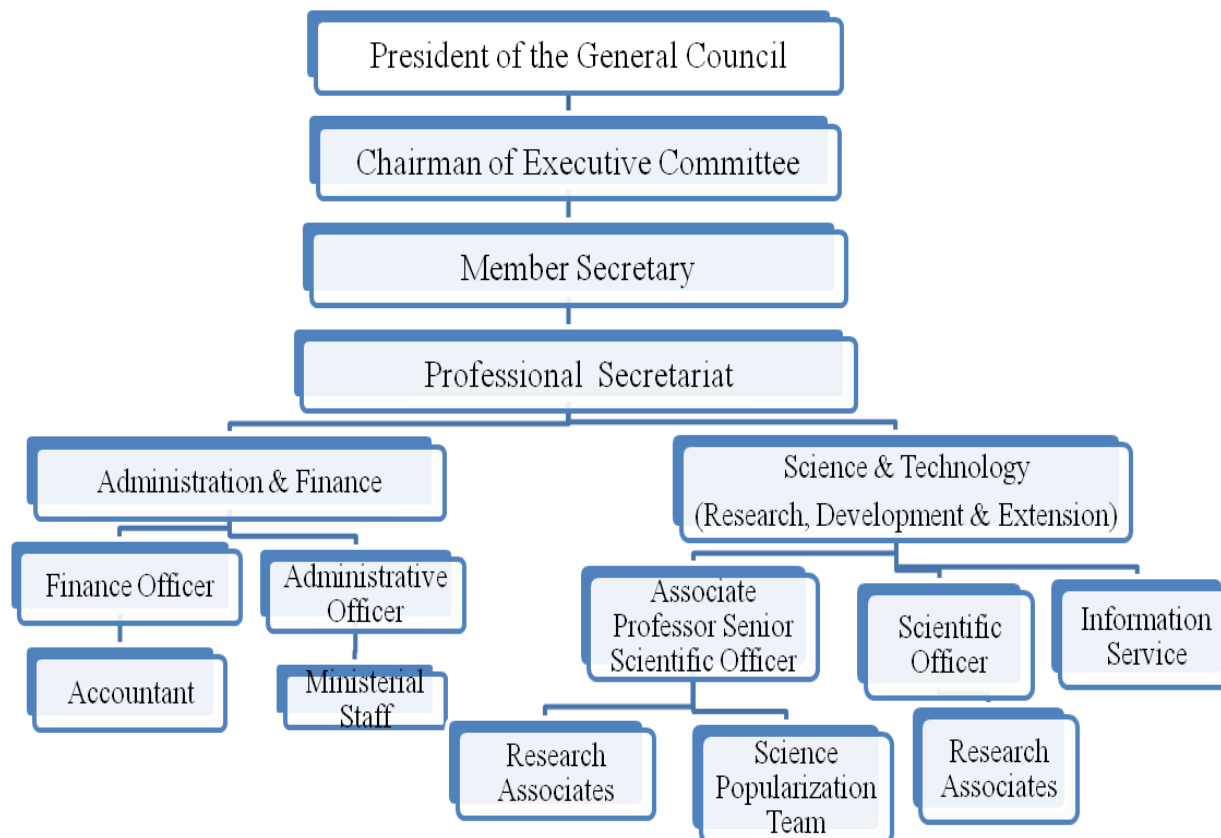 President of the General Council
Chairman of Executive Committee
Member Secretary
Professional Secretariat
Administration & Finance
Science & Technology
(Research, Development & Extension)
Finance Officer
Administrative
Officer
Associate
Professor Senior
Scientific Officer
Scientific
Officer
Information
Service
Accountant
Ministerial
Staff
Research
Associates
Science
Popularization
Team
Research
Associates